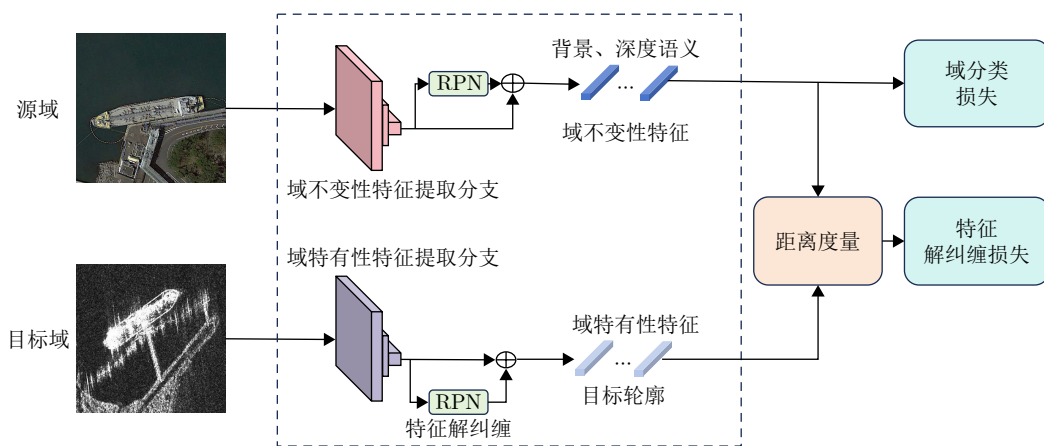 源域
背景、深度语义
RPN
...
域不变性特征
域不变性特征提取分支
域分类
损失
距离度量
特征
解纠缠损失
目标域
域特有性特征提取分支
域特有性特征
...
目标轮廓
RPN
特征解纠缠